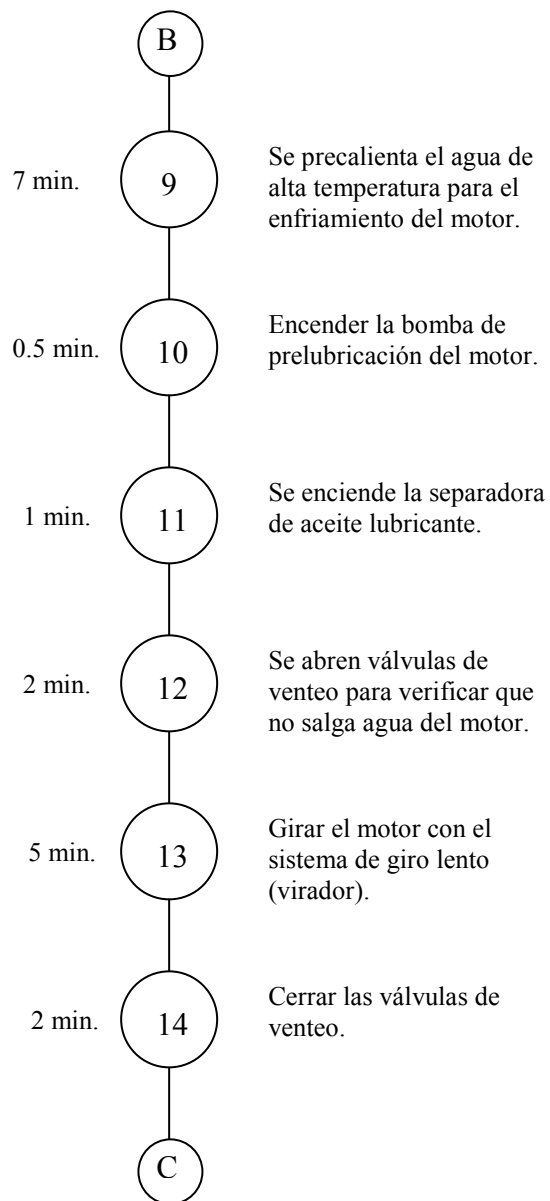 B
7 min.
9
Se precalienta el agua de
alta temperatura para el
enfriamiento del motor.
0.5 min.
10
Encender la bomba de
prelubricación del motor.
1 min.
11
Se enciende la separadora
de aceite lubricante.
2 min.
12
Se abren válvulas de
venteo para verificar que
no salga agua del motor.
5 min.
13
Girar el motor con el
sistema de giro lento
(virador).
2 min.
14
Cerrar las válvulas de
venteo.
C